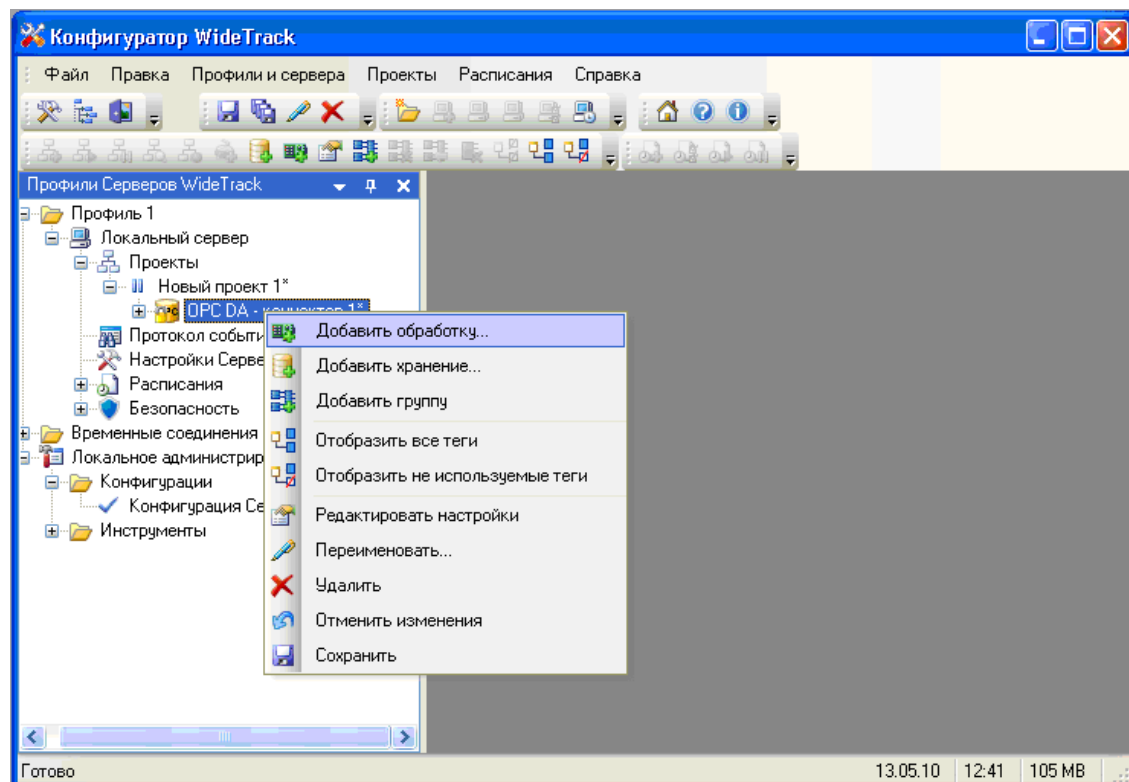 Конфигуратор WideTrack
Файл Правка Профили и сервера Проекты Расписания Справка
Профили Серверов WideTrack
Профиль 1
Локальный сервер
Проекты
Новый проект 1*
OPC DA - коннектор 1*
Протокол событи
Настройки Серве
Расписания
Безопасность
Временные соединения
Локальное администрир
Конфигурации
Конфигурация Се
Инструменты
Добавить обработку...
Добавить хранение...
Добавить группу
Отобразить все теги
Отобразить не используемые теги
Редактировать настройки
Переименовать...
Удалить
Отменить изменения
Сохранить
Готово 13.05.10 12:41 105 MB